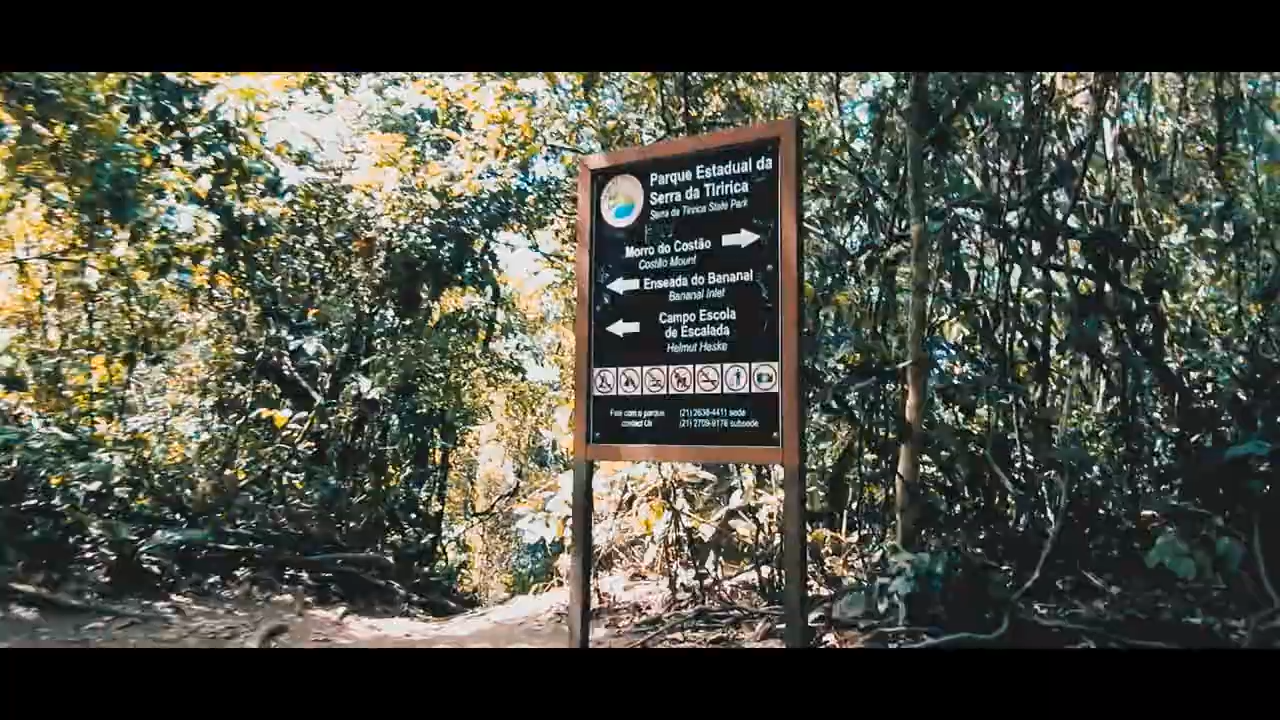 Parque Estadual da
Serra da Tiririca
Serra da Tiririca State Park
Morro do Costão
Costão Mount
Enseada do Bananal
Bananal Inlet
Campo Escola
de Escalada
Helmut Heske
Fale com o parque (21) 2638-4411 sede
contact Us (21) 2709-9176 subsede